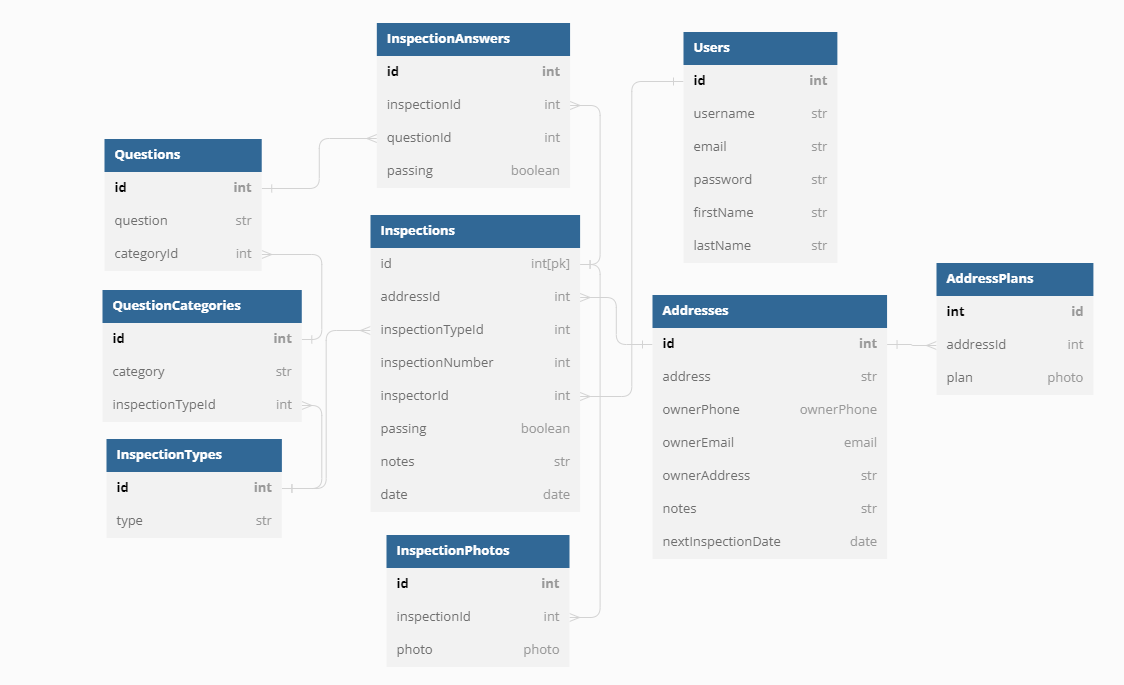 InspectionAnswers
id int
inspectionId int
questionId int
passing boolean
Users
id int
username str
email str
password str
firstName str
lastName str
Questions
id int
question str
categoryId int
Inspections
id int[pk]
addressId int
inspectionTypeId int
inspectionNumber int
inspectorId int
passing boolean
notes str
date date
AddressPlans
int id
addressId int
plan photo
QuestionCategories
id int
category str
inspectionTypeId int
Addresses
id int
address str
ownerPhone ownerPhone
ownerEmail email
ownerAddress str
notes str
nextInspectionDate date
InspectionTypes
id int
type str
InspectionPhotos
id int
inspectionId int
photo photo